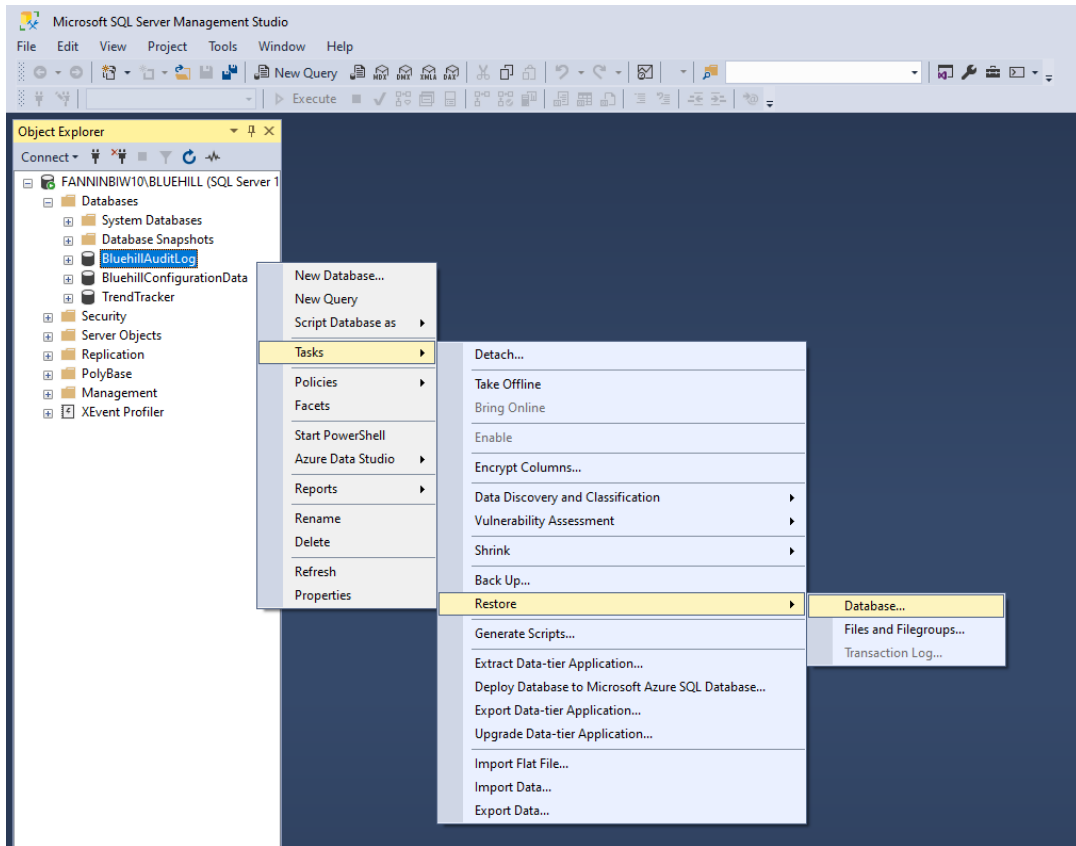 Microsoft SQL Server Management Studio
File Edit View Project Tools Window Help
New Query MDX DMX XMLA DAX
Execute
Object Explorer
Connect
FANNINBIW10\BLUEHILL (SQL Server 1
Databases
System Databases
Database Snapshots
BluehillAuditLog
BluehillConfigurationData
TrendTracker
Security
Server Objects
Replication
PolyBase
Management
XEvent Profiler
New Database...
New Query
Script Database as
Tasks
Policies
Facets
Start PowerShell
Azure Data Studio
Reports
Rename
Delete
Refresh
Properties
Detach...
Take Offline
Bring Online
Enable
Encrypt Columns...
Data Discovery and Classification
Vulnerability Assessment
Shrink
Back Up...
Restore
Generate Scripts...
Extract Data-tier Application...
Deploy Database to Microsoft Azure SQL Database...
Export Data-tier Application...
Upgrade Data-tier Application...
Import Flat File...
Import Data...
Export Data...
Database...
Files and Filegroups...
Transaction Log...